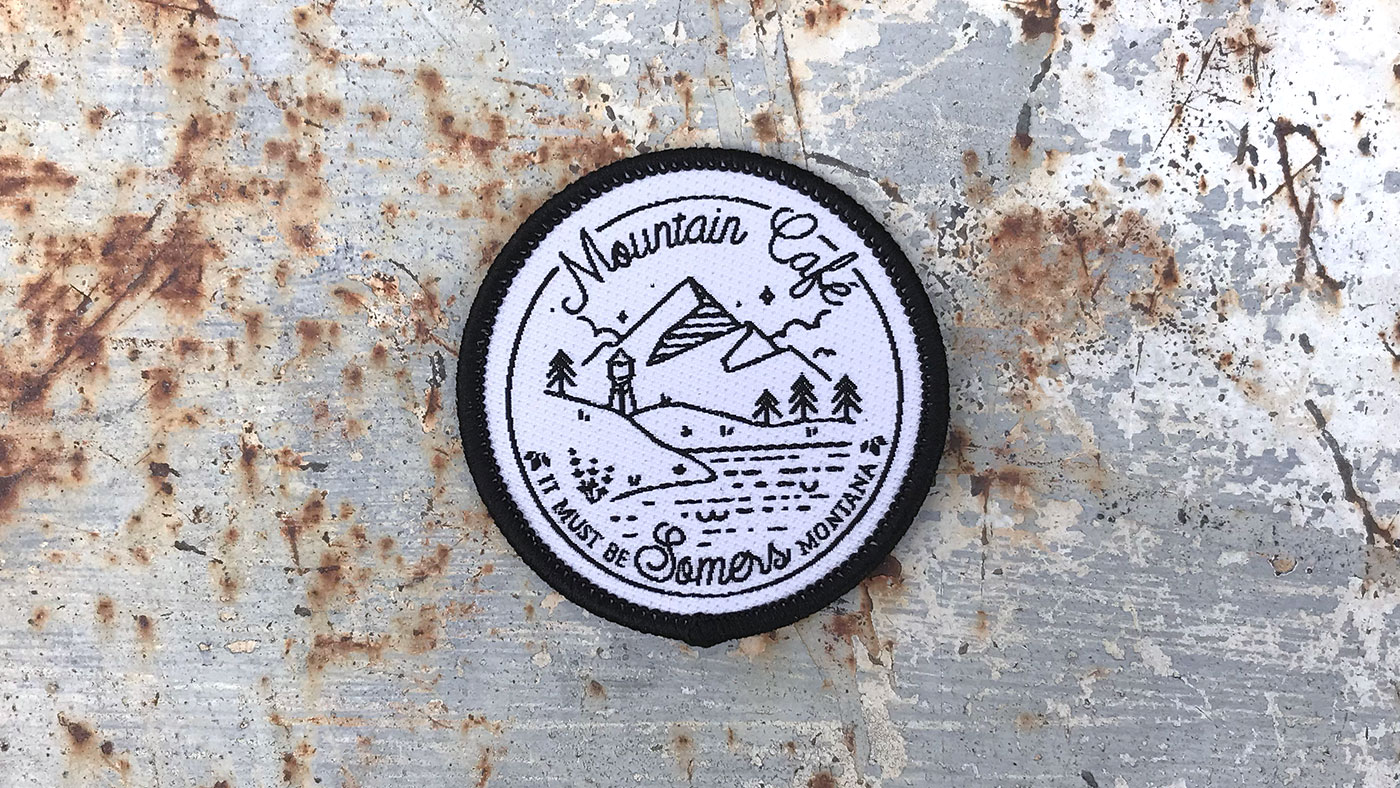 Mountain Café
IT MUST BE Somers MONTANA